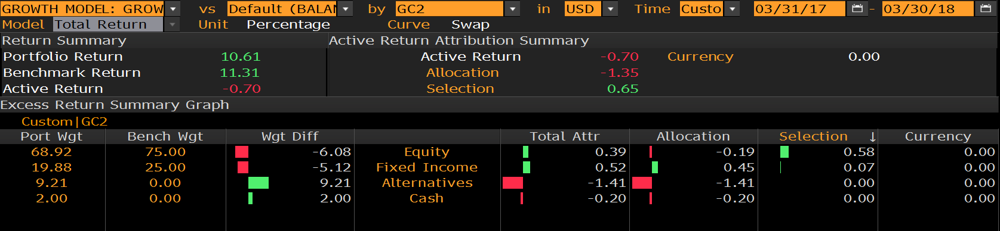 GROWTH MODEL: GROW vs Default (BALAN by GC2 in USD Time Custo 03/31/17 - 03/30/18
Model Total Return Unit Percentage Curve Swap
Return Summary Active Return Attribution Summary
Portfolio Return 10.61 Active Return -0.70 Currency 0.00
Benchmark Return 11.31 Allocation -1.35
Active Return -0.70 Selection 0.65
Excess Return Summary Graph
Custom|GC2
Port Wgt Bench Wgt Wgt Diff Total Attr Allocation Selection ↓ Currency
68.92 75.00 -6.08 Equity 0.39 -0.19 0.58 0.00
19.88 25.00 -5.12 Fixed Income 0.52 0.45 0.07 0.00
9.21 0.00 9.21 Alternatives -1.41 -1.41 0.00 0.00
2.00 0.00 2.00 Cash -0.20 -0.20 0.00 0.00